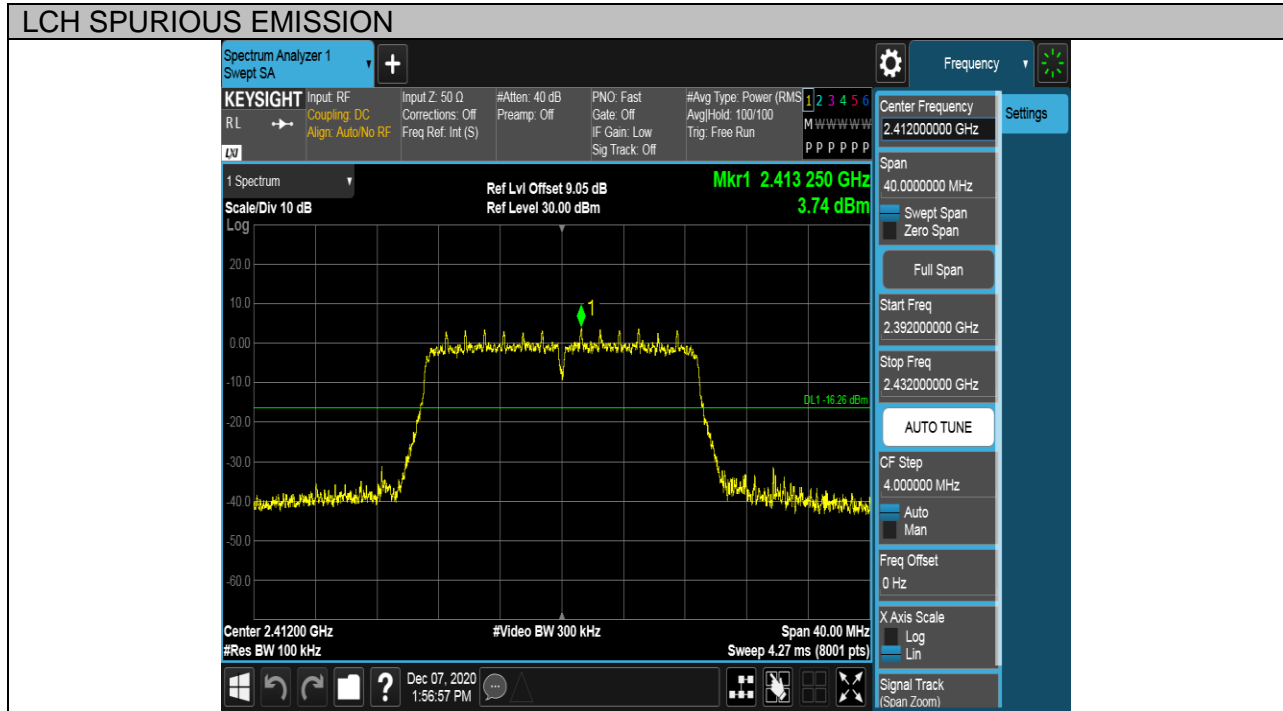 LCH SPURIOUS EMISSION
Spectrum Analyzer 1
Swept SA
+
Frequency
KEYSIGHT
RL
LXI
Input: RF
Coupling: DC
Align: Auto/No RF
Input Z: 50 Ω
Corrections: Off
Freq Ref: Int (S)
#Atten: 40 dB
Preamp: Off
PNO: Fast
Gate: Off
IF Gain: Low
Sig Track: Off
#Avg Type: Power (RMS
Avg|Hold: 100/100
Trig: Free Run
1 2 3 4 5 6
M W W W W W
P P P P P P
1 Spectrum
Scale/Div 10 dB
Ref Lvl Offset 9.05 dB
Ref Level 30.00 dBm
Mkr1 2.413 250 GHz
3.74 dBm
Log
20.0
10.0
0.00
-10.0
-20.0
-30.0
-40.0
-50.0
-60.0
1
DL1 -16.26 dBm
Center 2.41200 GHz
#Res BW 100 kHz
#Video BW 300 kHz
Span 40.00 MHz
Sweep 4.27 ms (8001 pts)
Dec 07, 2020
1:56:57 PM
?
Center Frequency
2.412000000 GHz
Settings
Span
40.0000000 MHz
Swept Span
Zero Span
Full Span
Start Freq
2.392000000 GHz
Stop Freq
2.432000000 GHz
AUTO TUNE
CF Step
4.000000 MHz
Auto
Man
Freq Offset
0 Hz
X Axis Scale
Log
Lin
Signal Track
(Span Zoom)